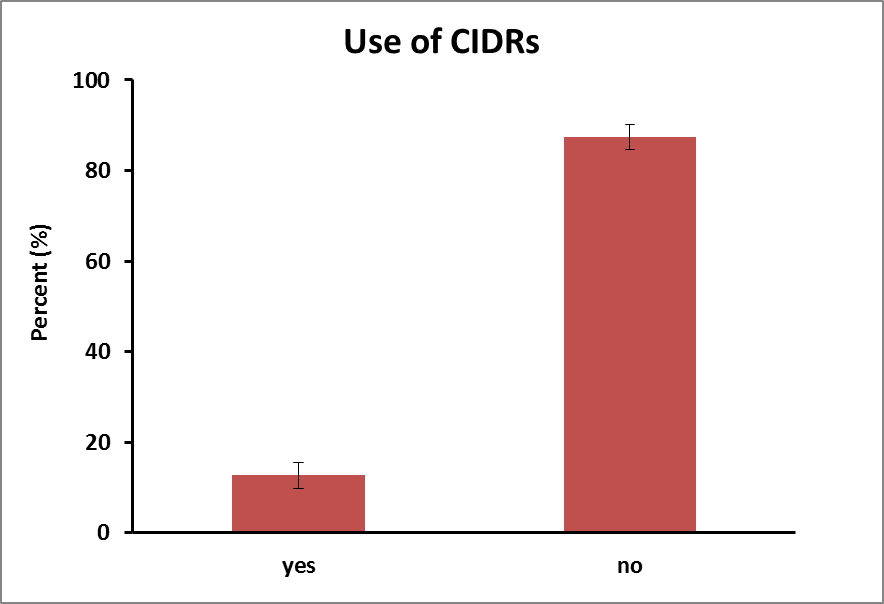 Use of CIDRs
100
80
60
40
20
0
Percent (%)
yes
no